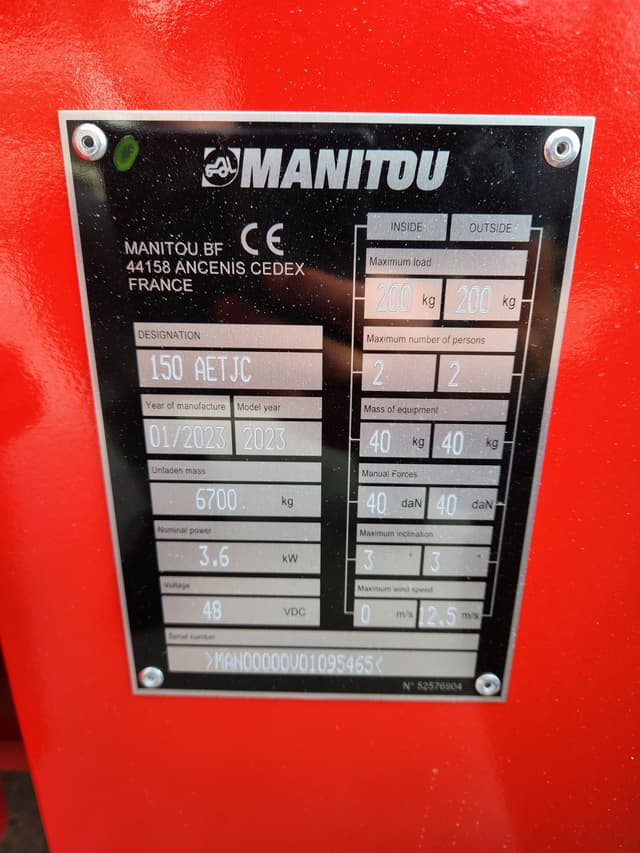 MANITOU
MANITOU BF CE
44158 ANCENIS CEDEX
FRANCE
DESIGNATION
150 AETJC
Year of manufacture Model year
01/2023 2023
Unladen mass
6700 kg
Nominal power
3.6 kW
Voltage
48 VDC
Serial number
>MAN00000V01095465<
INSIDE OUTSIDE
Maximum load
200 kg 200 kg
Maximum number of persons
2 2
Mass of equipment
40 kg 40 kg
Manual Forces
40 daN 40 daN
Maximum inclination
3 ° 3 °
Maximum wind speed
0 m/s 12.5 m/s
N° 52576904